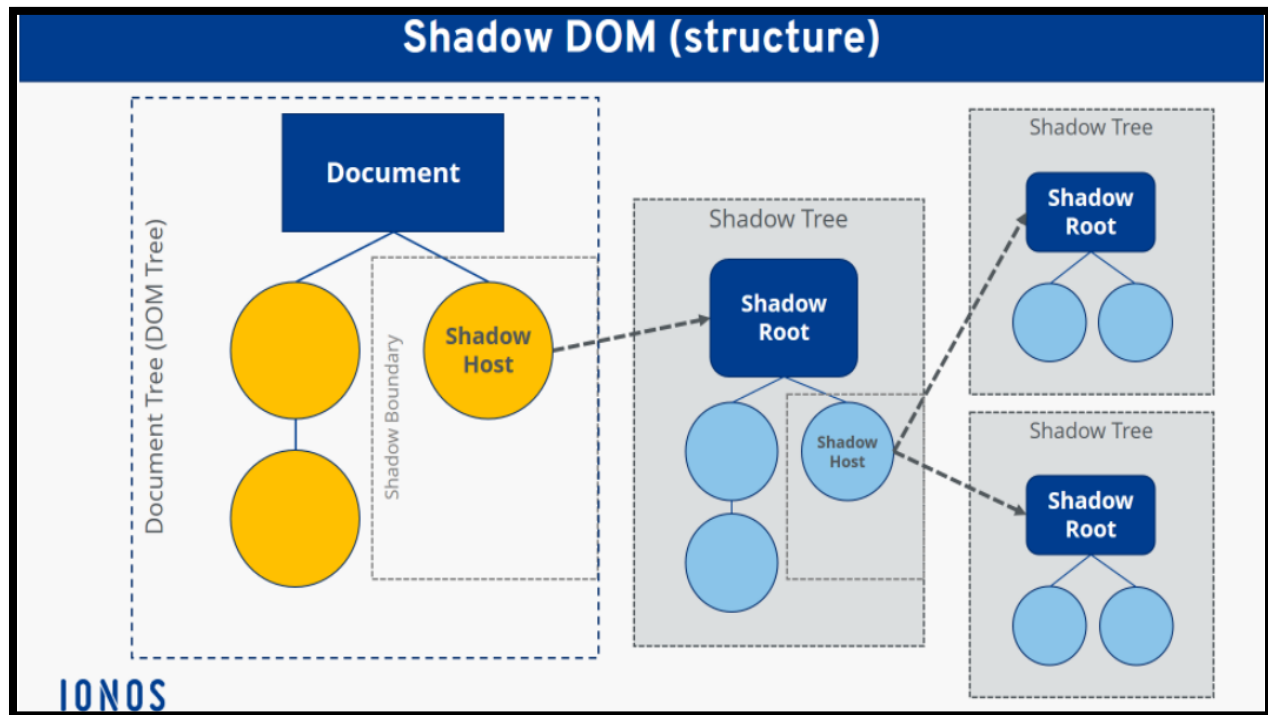 Shadow DOM (structure)
Document Tree (DOM Tree)
Document
Shadow Boundary
Shadow
Host
Shadow Tree
Shadow
Root
Shadow
Host
Shadow Tree
Shadow
Root
Shadow Tree
Shadow
Root
IONOS